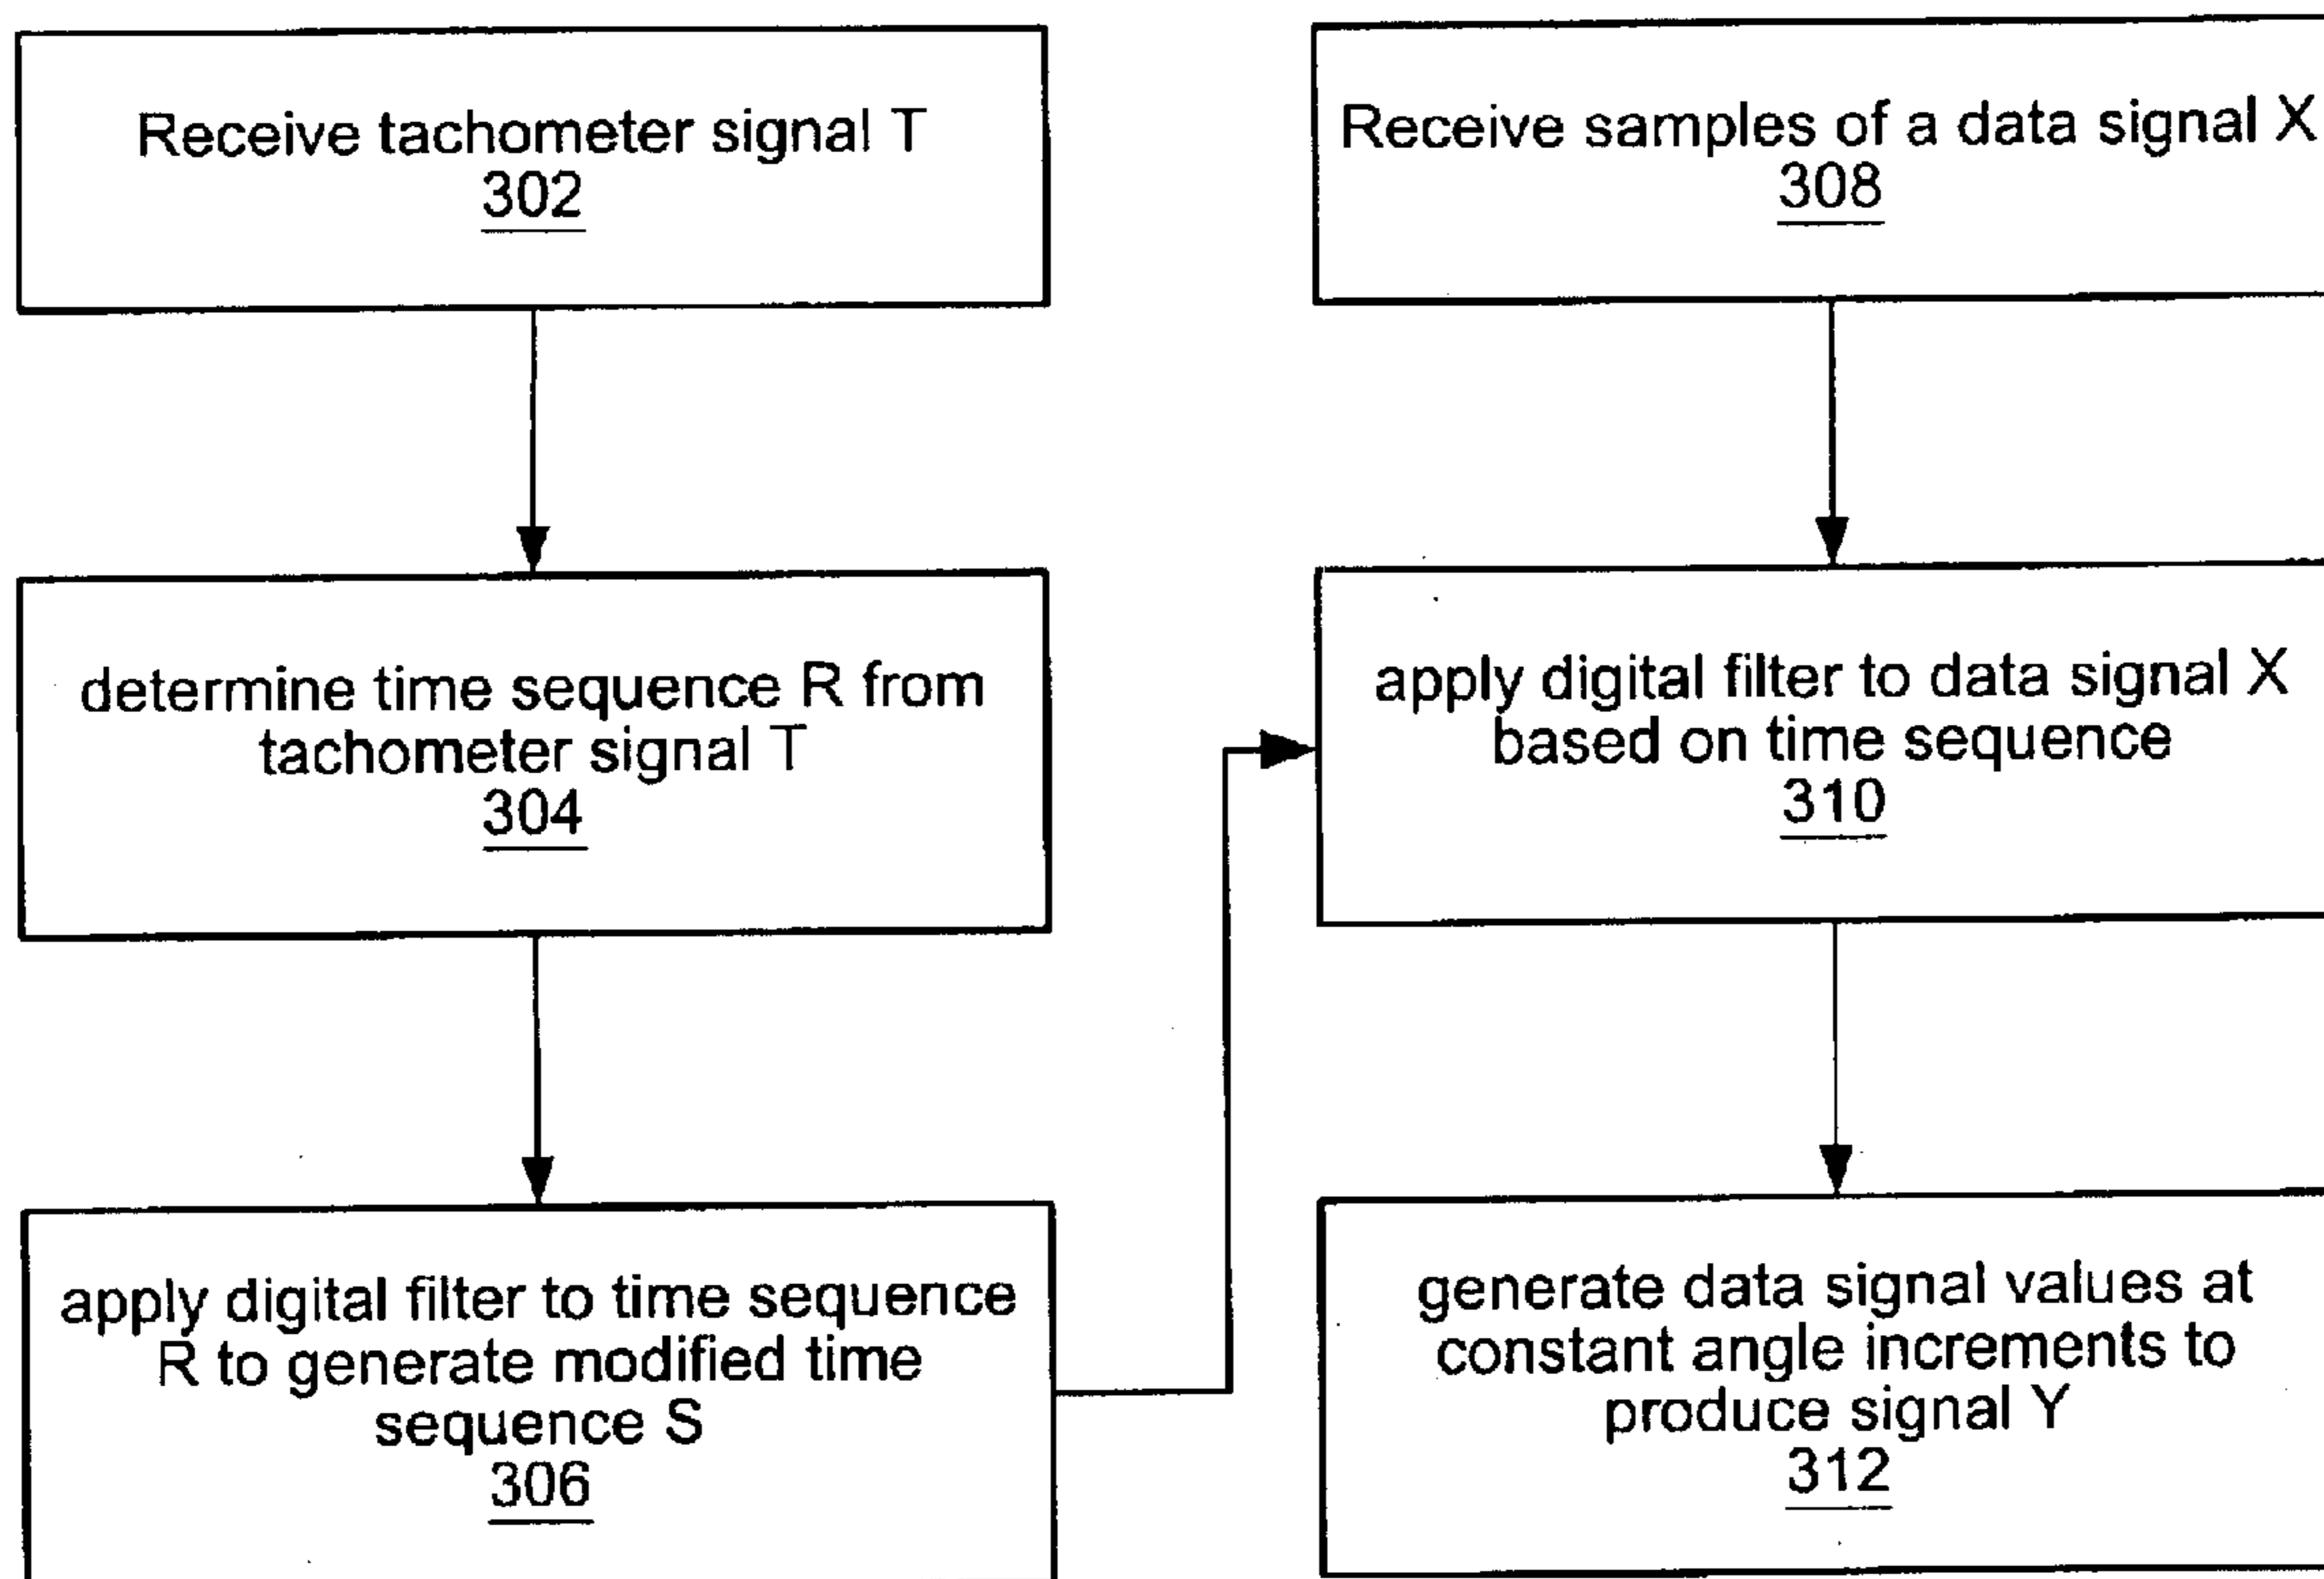 Receive tachometer signal T
302
determine time sequence R from
tachometer signal T
304
apply digital filter to time sequence
R to generate modified time
sequence S
306
Receive samples of a data signal X
308
apply digital filter to data signal X
based on time sequence
310
generate data signal values at
constant angle increments to
produce signal Y
312